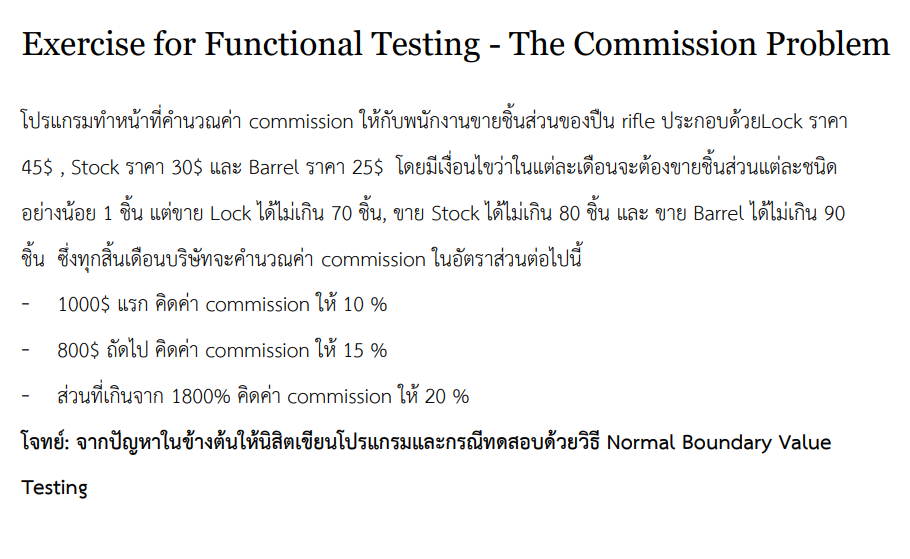 Exercise for Functional Testing - The Commission Problem
โปรแกรมทำหน้าที่คำนวณค่า commission ให้กับพนักงานขายชิ้นส่วนของปืน rifle ประกอบด้วยLock ราคา
45$ , Stock ราคา 30$ และ Barrel ราคา 25$ โดยมีเงื่อนไขว่าในแต่ละเดือนจะต้องขายชิ้นส่วนแต่ละชนิด
อย่างน้อย 1 ชิ้น แต่ขาย Lock ได้ไม่เกิน 70 ชิ้น, ขาย Stock ได้ไม่เกิน 80 ชิ้น และ ขาย Barrel ได้ไม่เกิน 90
ชิ้น ซึ่งทุกสิ้นเดือนบริษัทจะคำนวณค่า commission ในอัตราส่วนต่อไปนี้
- 1000$ แรก คิดค่า commission ให้ 10 %
- 800$ ถัดไป คิดค่า commission ให้ 15 %
- ส่วนที่เกินจาก 1800% คิดค่า commission ให้ 20 %
โจทย์: จากปัญหาในข้างต้นให้นิสิตเขียนโปรแกรมและกรณีทดสอบด้วยวิธี Normal Boundary Value
Testing